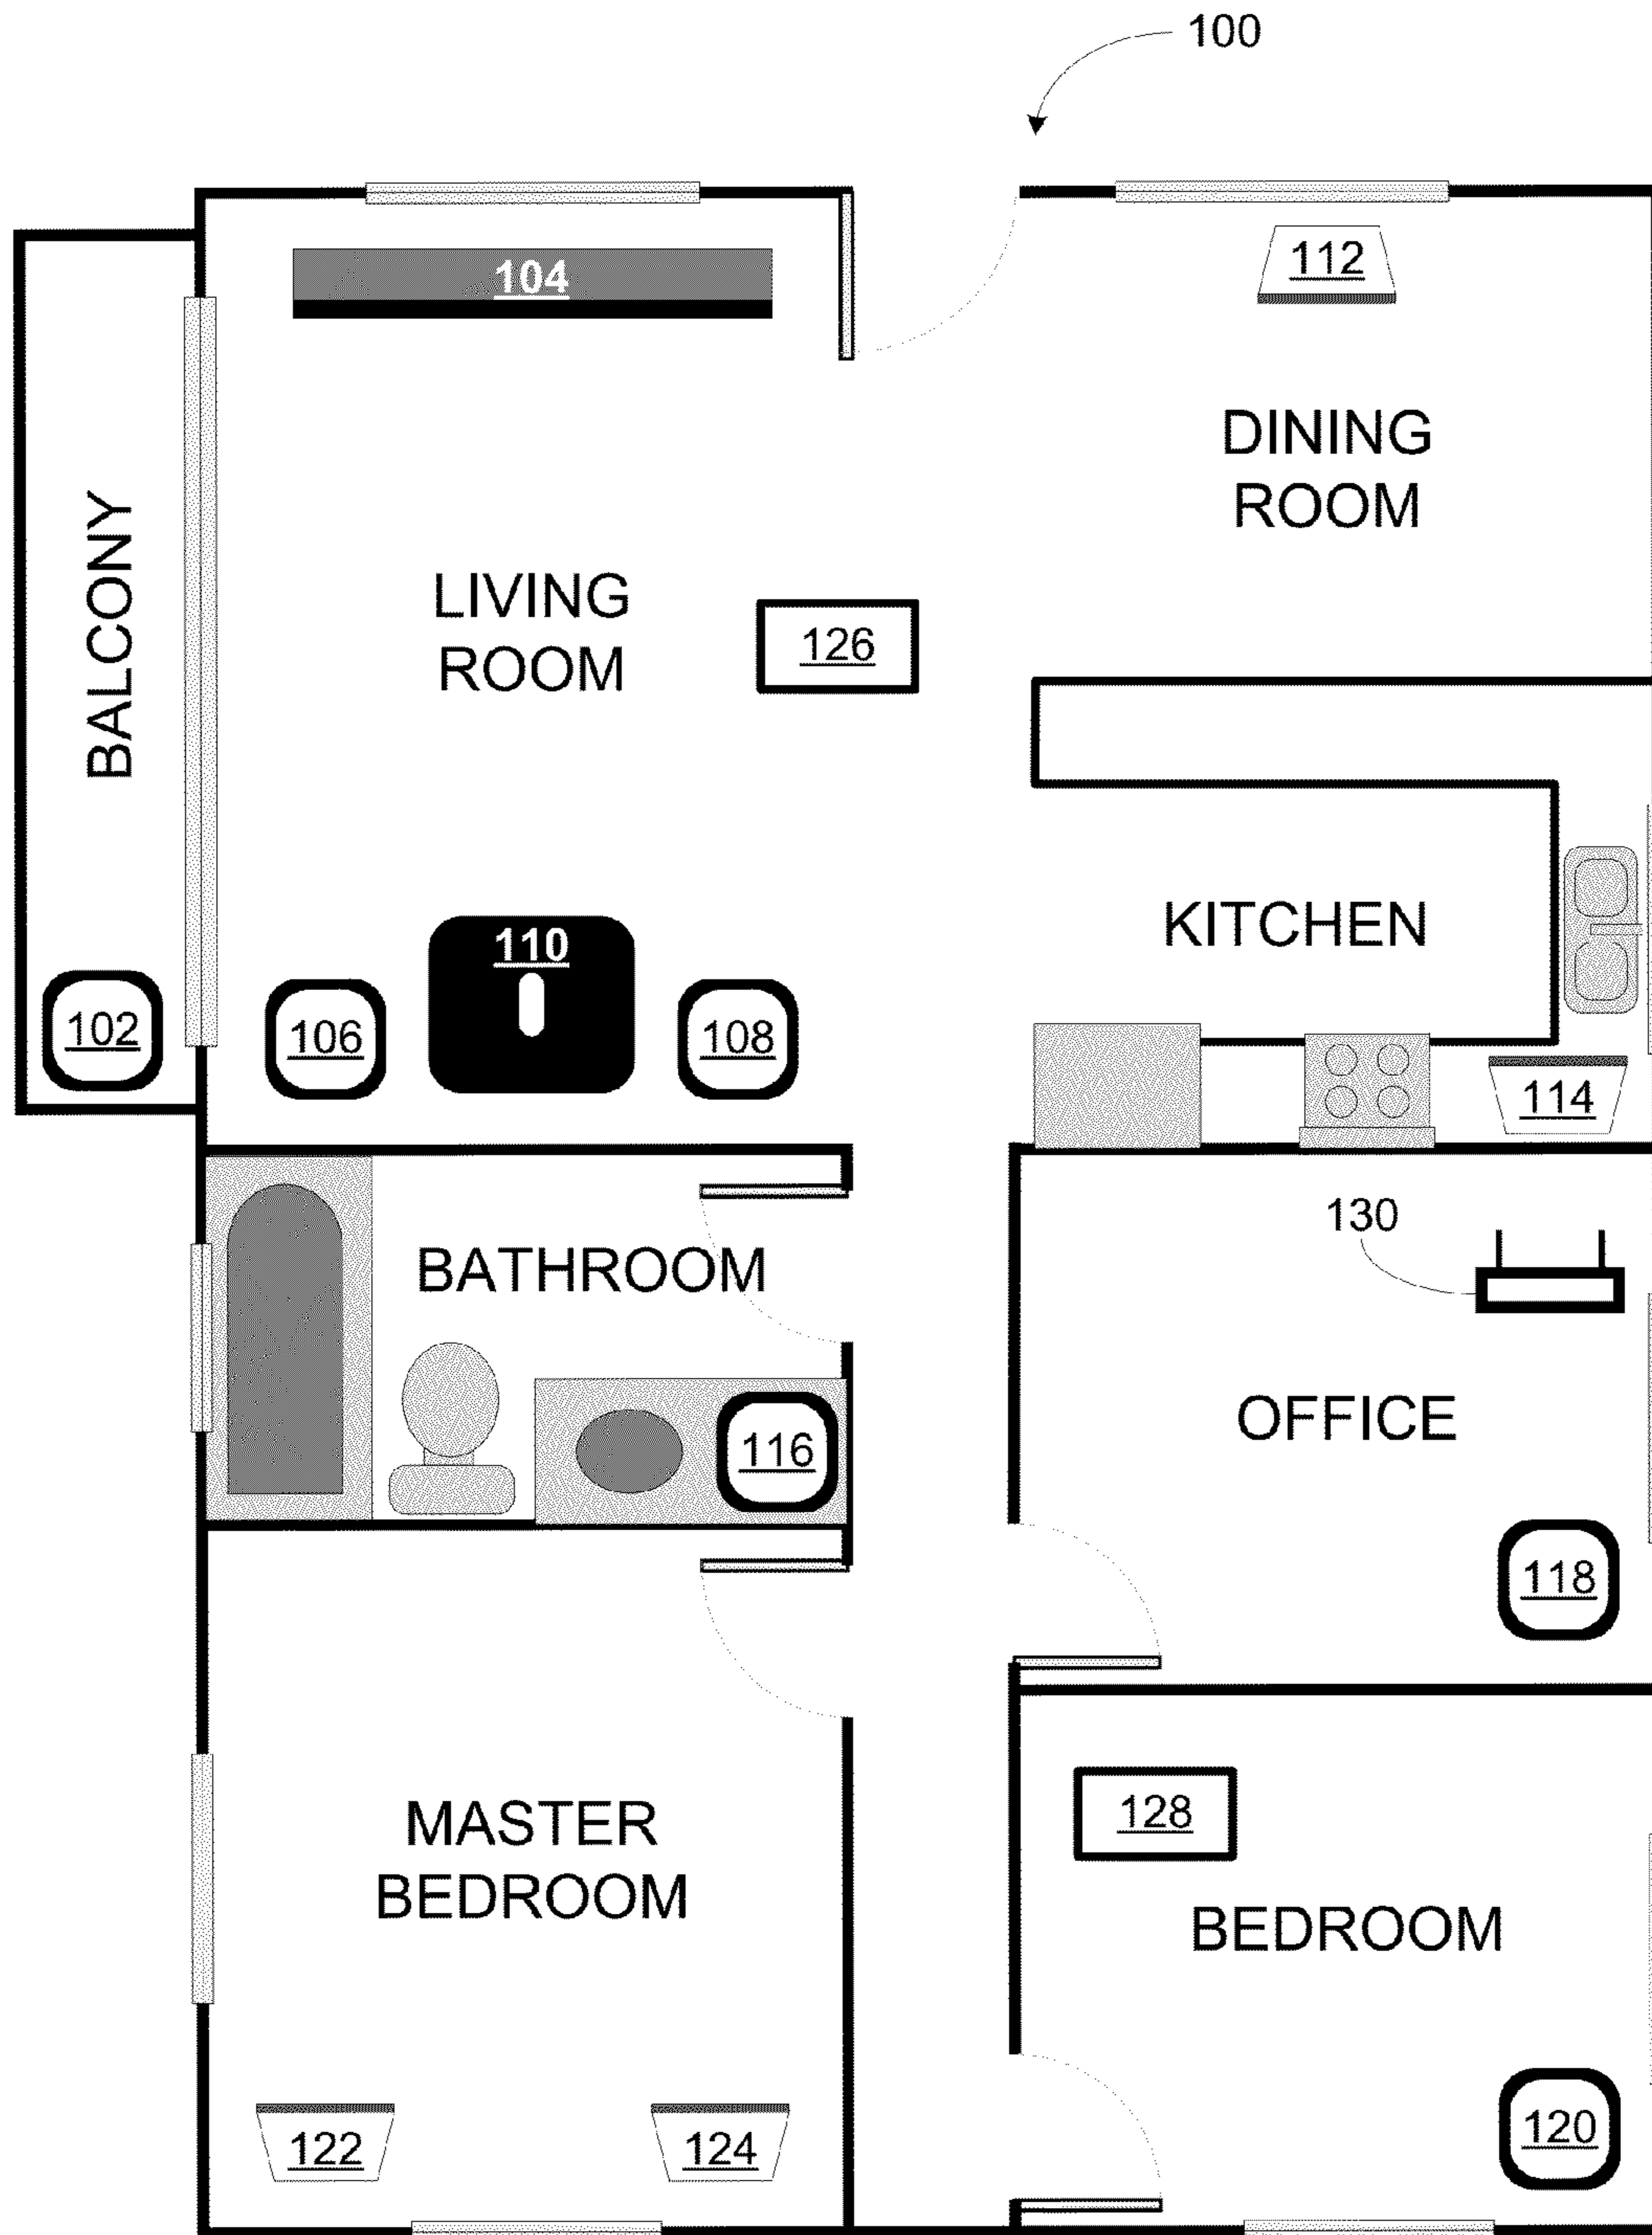 100
104
112
DINING
ROOM
BALCONY
LIVING
ROOM
126
KITCHEN
110
102
106
108
114
130
BATHROOM
OFFICE
116
118
MASTER
BEDROOM
128
BEDROOM
122
124
120